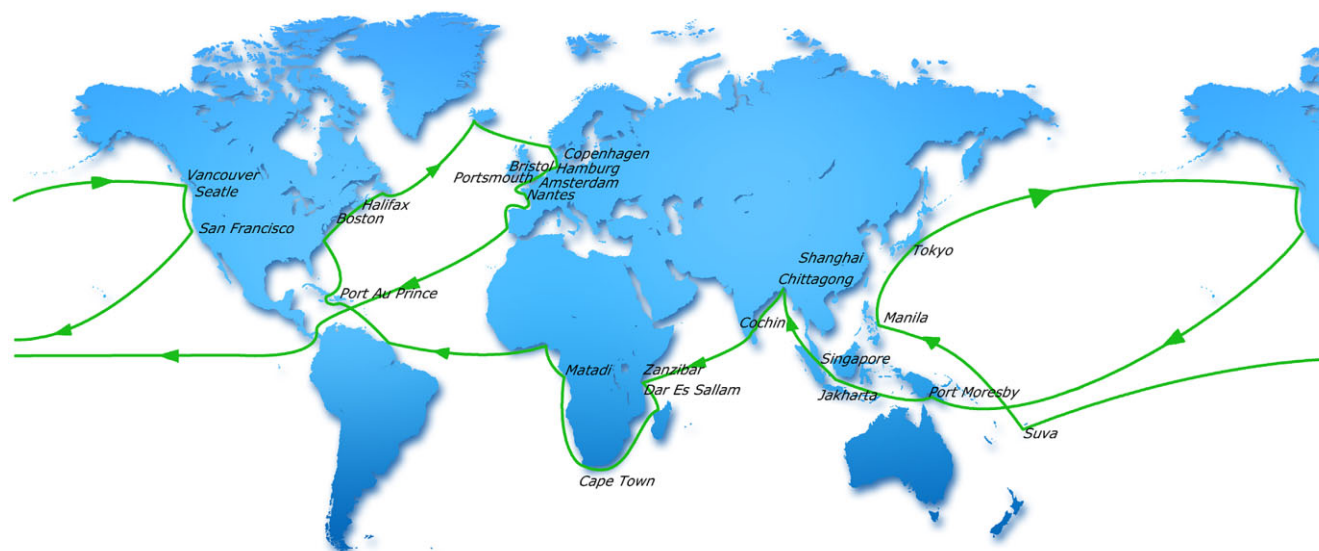 Vancouver
Seatle
San Francisco
Halifax
Boston
Port Au Prince
Copenhagen
Bristol
Hamburg
Portsmouth
Amsterdam
Nantes
Matadi
Zanzibar
Dar Es Sallam
Cape Town
Cochin
Shanghai
Chittagong
Singapore
Jakharta
Tokyo
Manila
Port Moresby
Suva